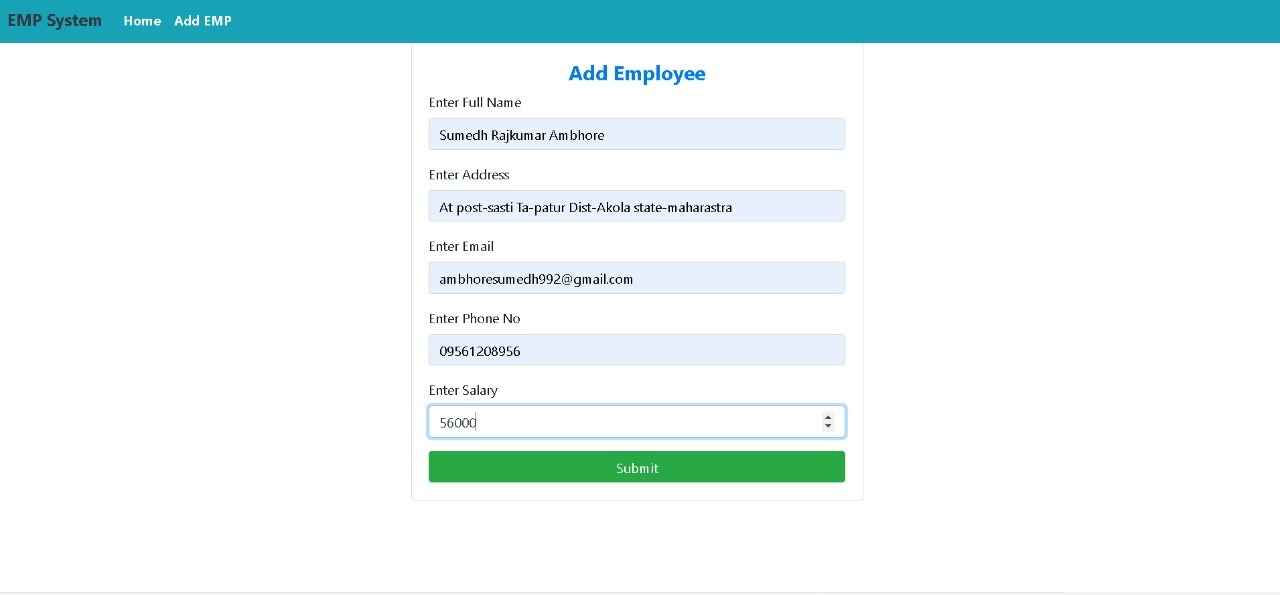 EMP System Home Add EMP
Add Employee
Enter Full Name
Sumedh Rajkumar Ambhore
Enter Address
At post-sasti Ta-patur Dist-Akola state-maharastra
Enter Email
ambhoresumedh992@gmail.com
Enter Phone No
09561208956
Enter Salary
56000
Submit